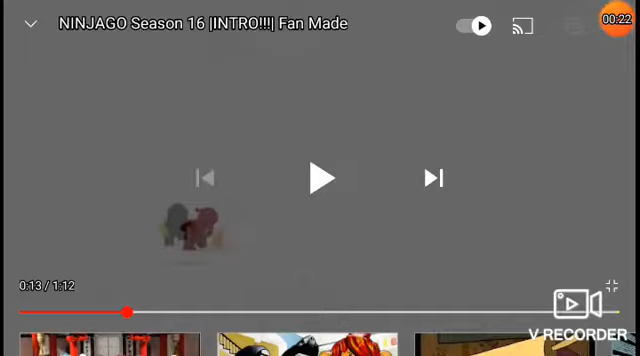 NINJAGO Season 16 |INTRO!!!| Fan Made
00:22
0:13 / 1:12
V RECORDER